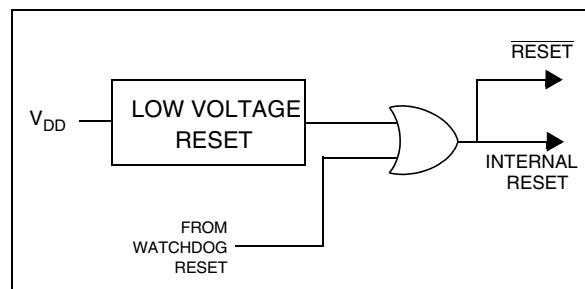 RESET
V_DD
LOW VOLTAGE
RESET
INTERNAL
RESET
FROM
WATCHDOG
RESET